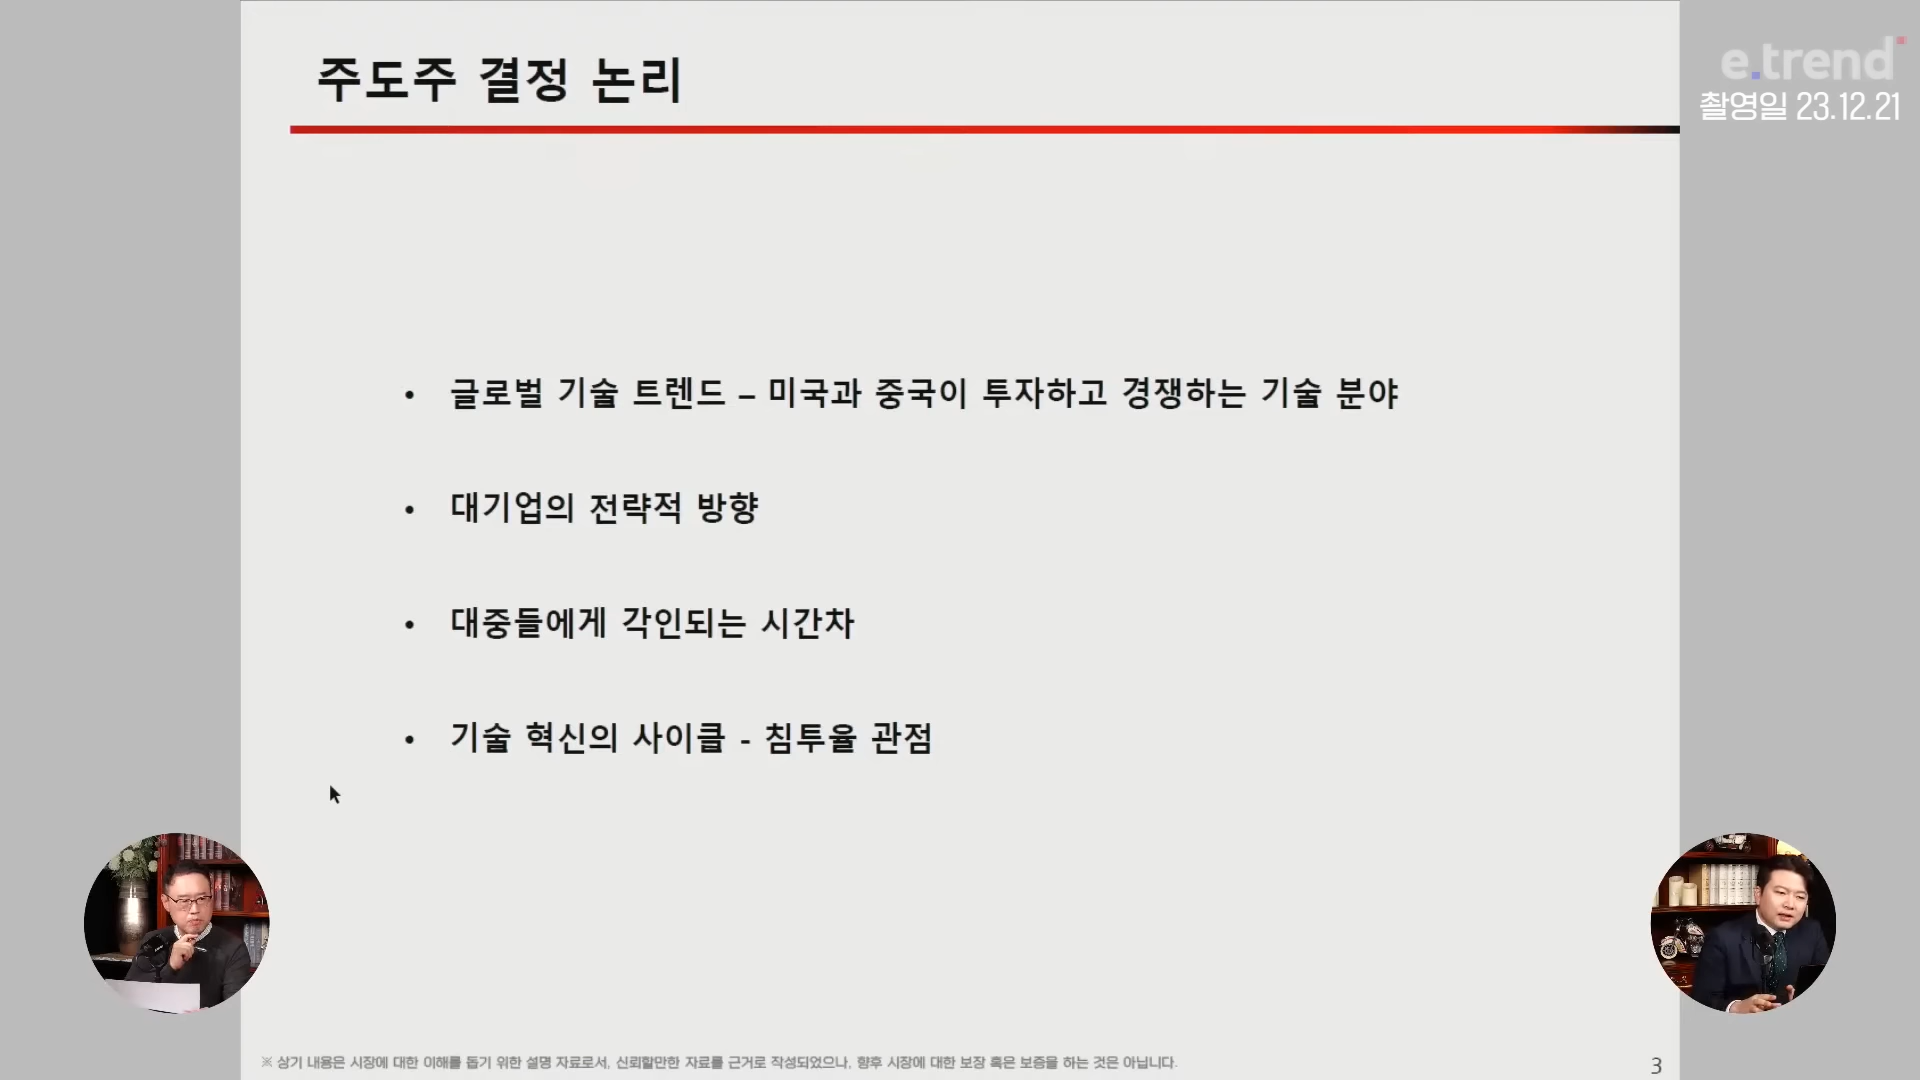 주도주 결정 논리
e.trend
촬영일 23.12.21
• 글로벌 기술 트렌드 – 미국과 중국이 투자하고 경쟁하는 기술 분야
• 대기업의 전략적 방향
• 대중들에게 각인되는 시간차
• 기술 혁신의 사이클 - 침투율 관점
※ 상기 내용은 시장에 대한 이해를 돕기 위한 설명 자료로서, 신뢰할만한 자료를 근거로 작성되었으나, 향후 시장에 대한 보장 혹은 보증을 하는 것은 아닙니다.
3